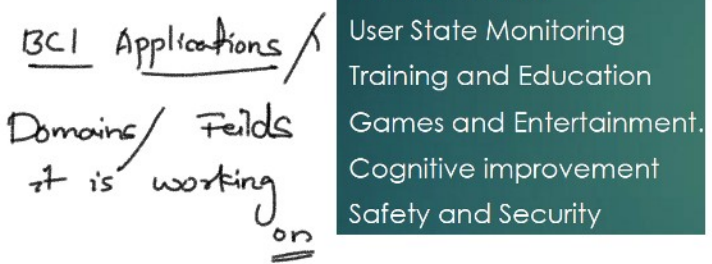 BCI Applications /
Domains / Feilds
it is working
on
User State Monitoring
Training and Education
Games and Entertainment.
Cognitive improvement
Safety and Security